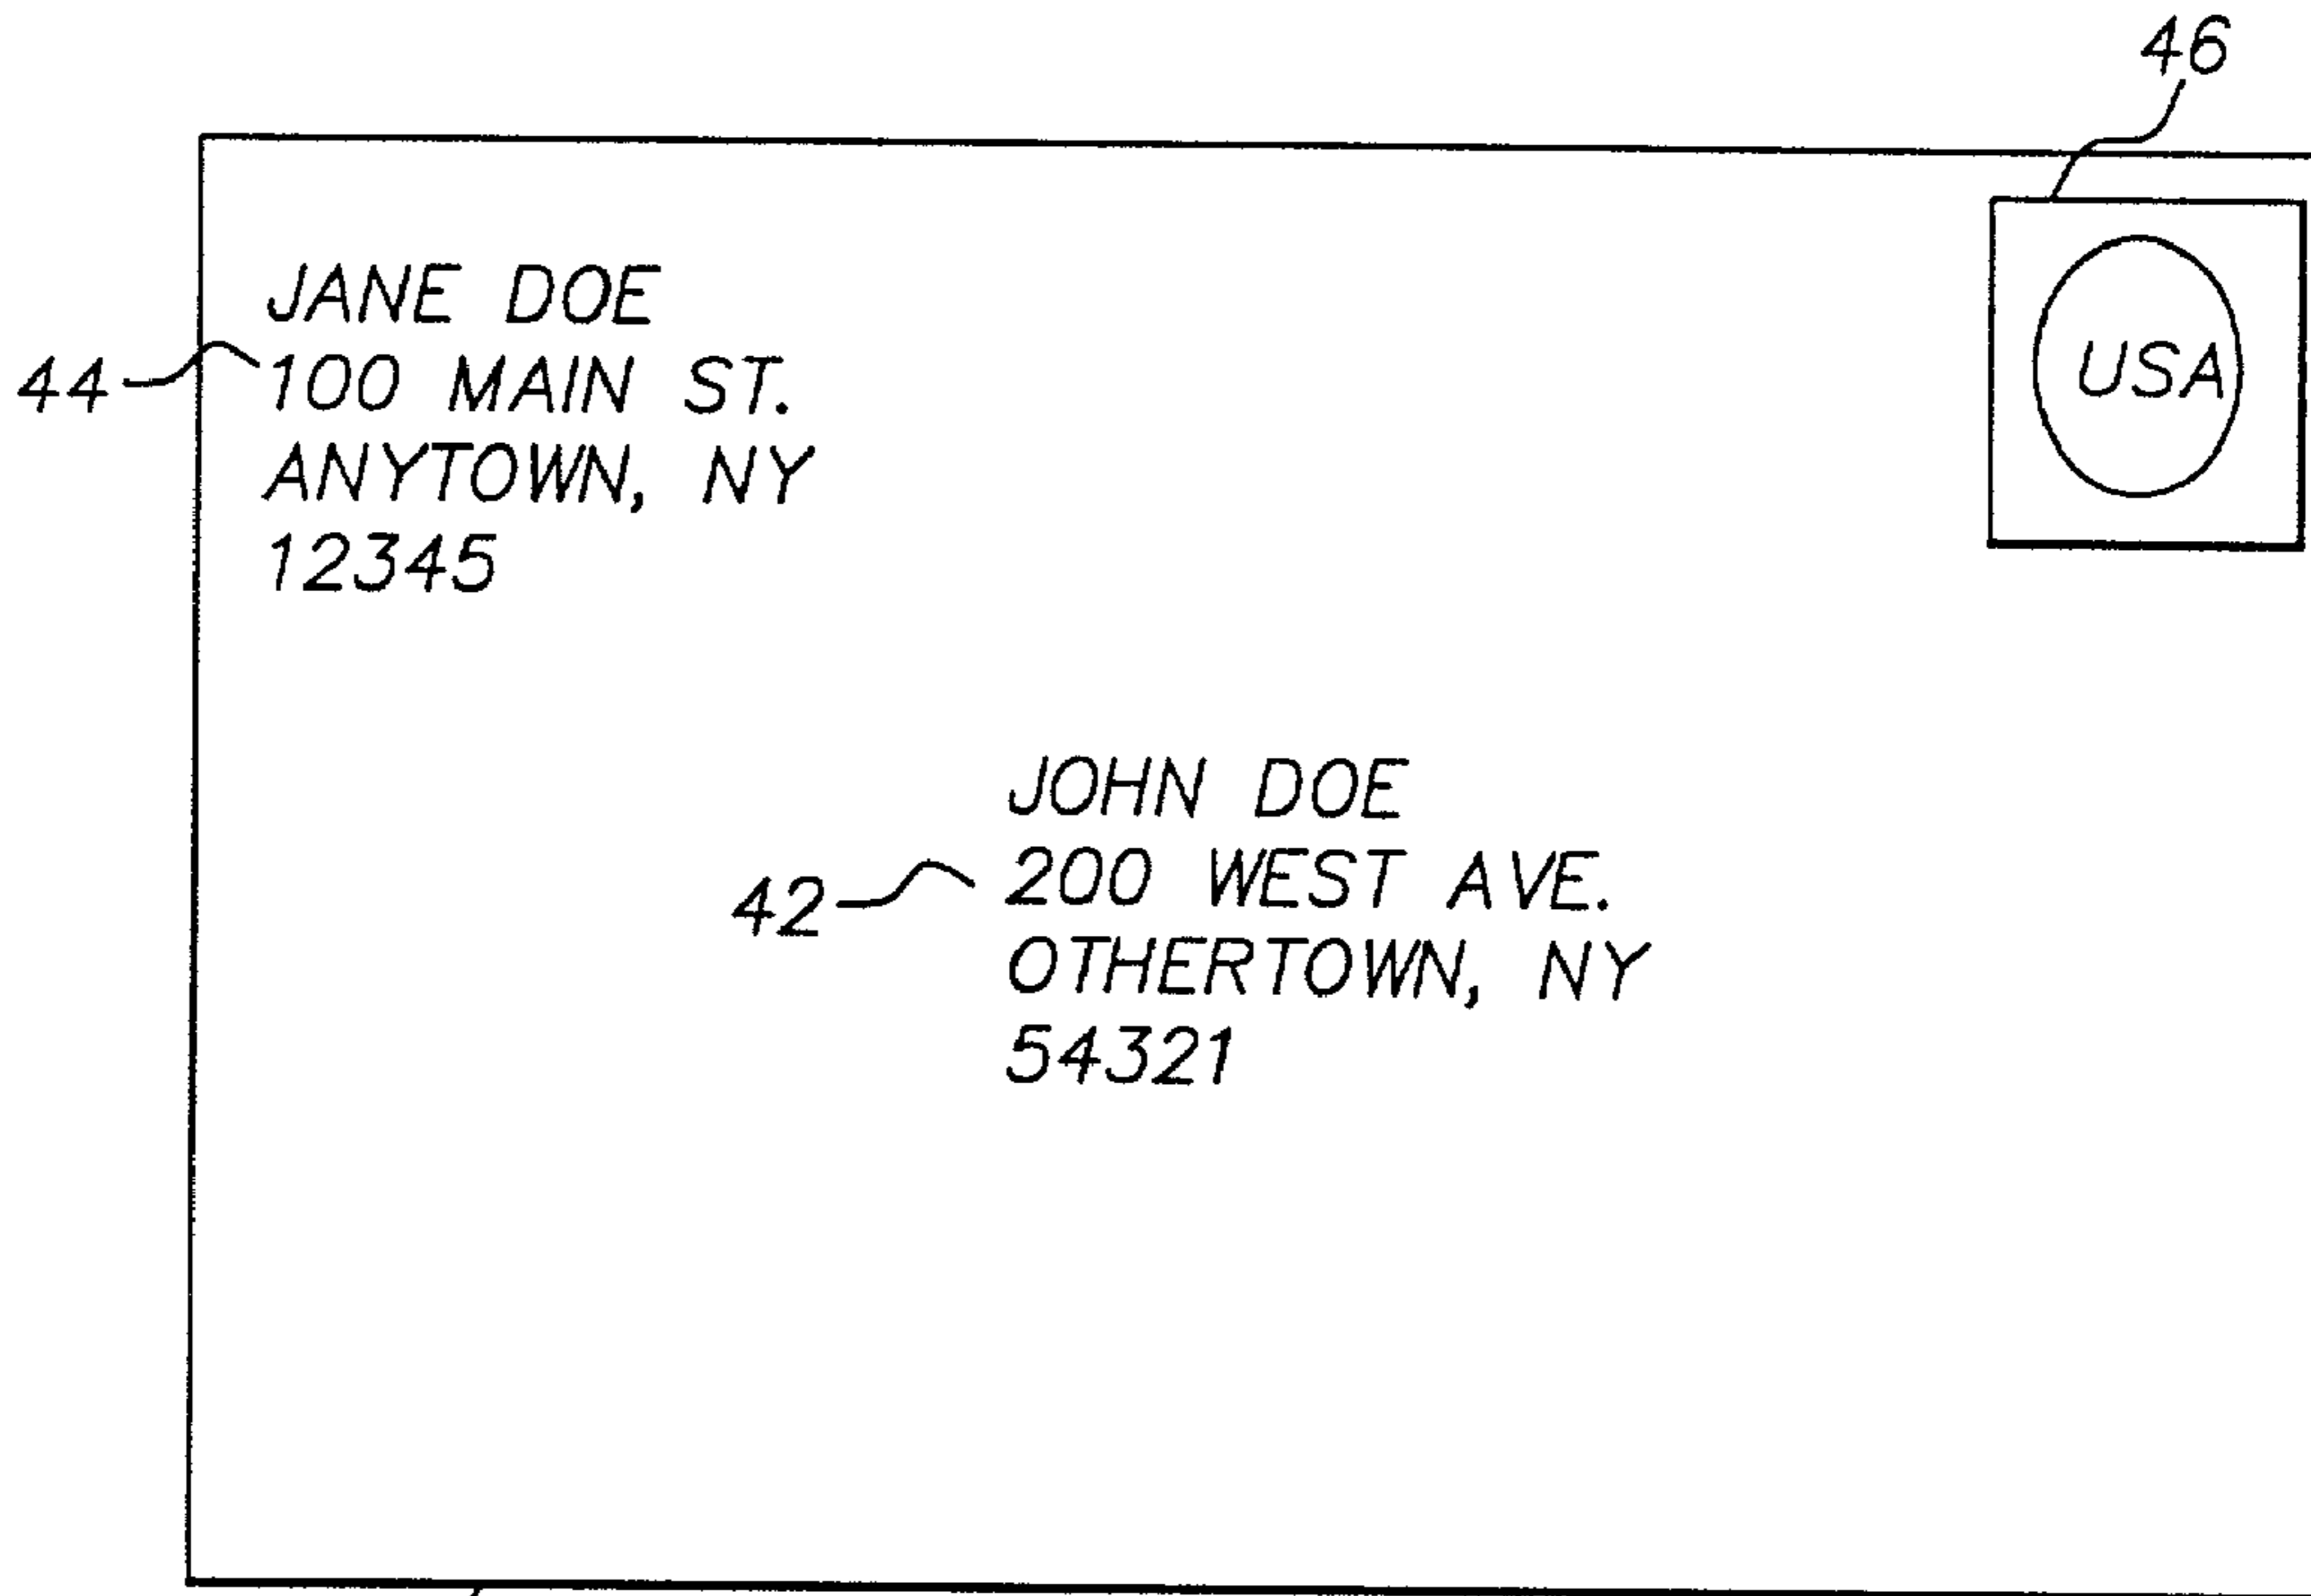 46
JANE DOE
44
100 MAIN ST.
ANYTOWN, NY
12345
USA
JOHN DOE
42
200 WEST AVE.
OTHERTOWN, NY
54321